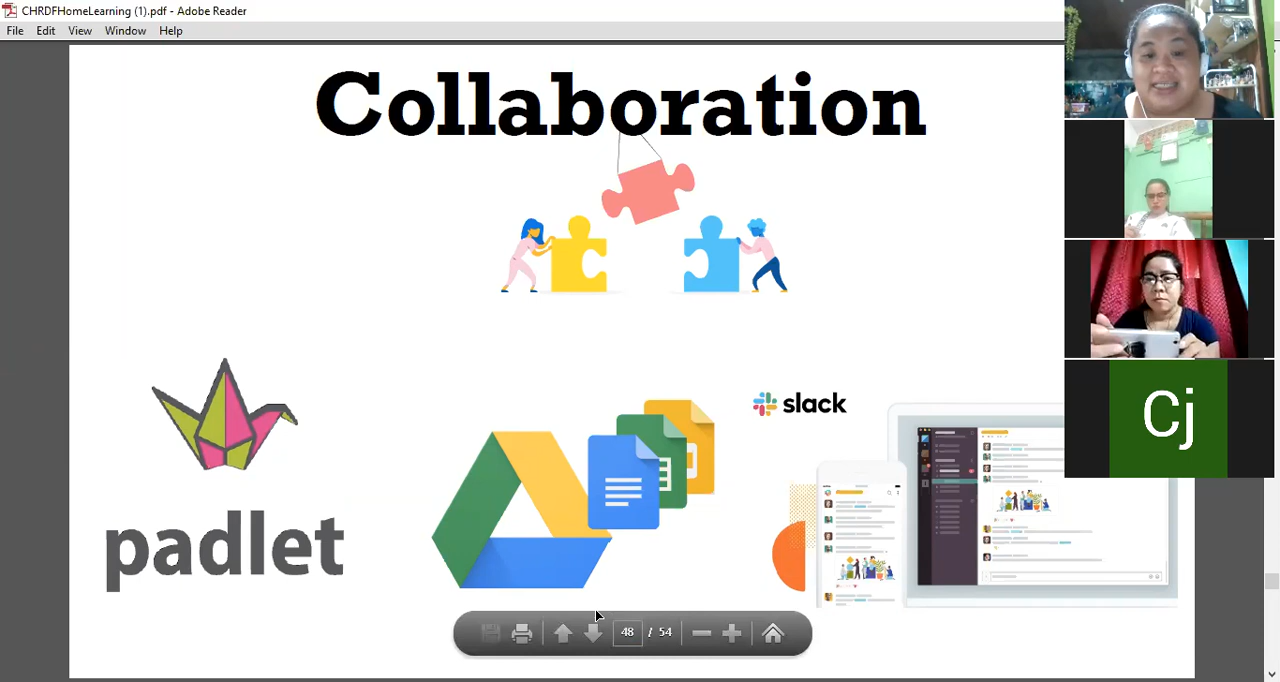 CHRDFHomeLearning (1).pdf - Adobe Reader
File Edit View Window Help
Collaboration
padlet
slack
Cj
48 / 54